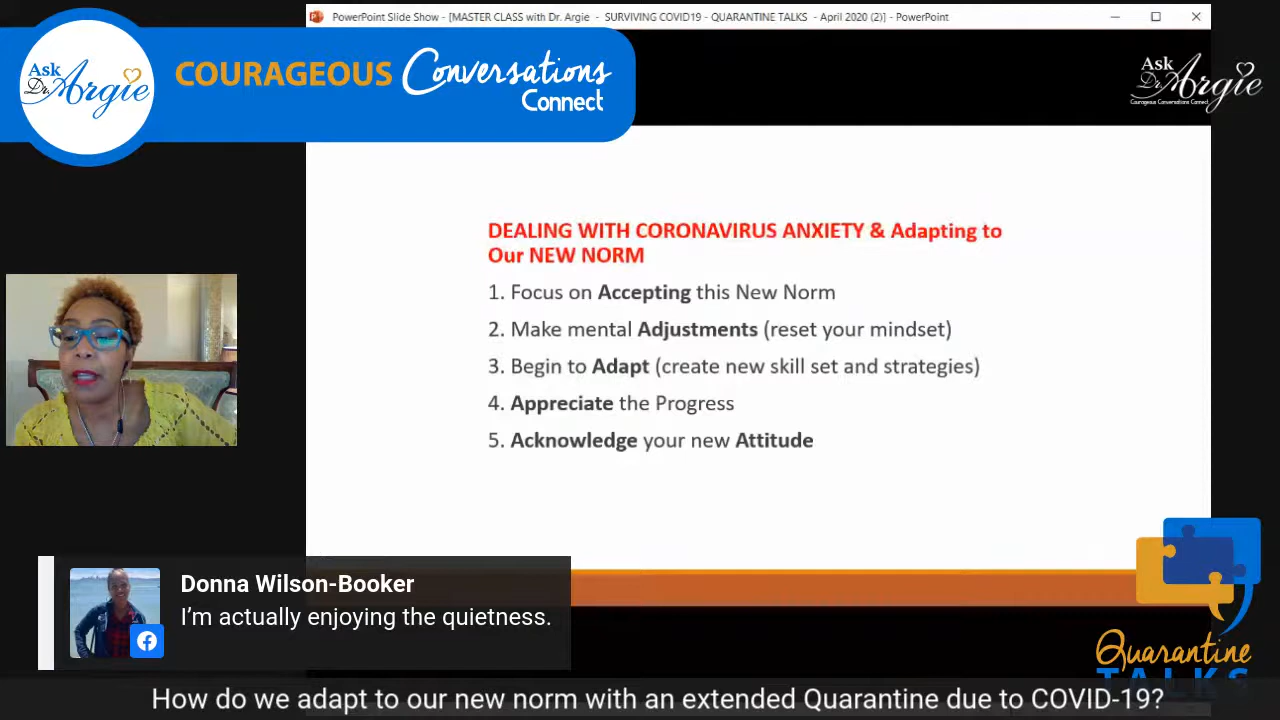 PowerPoint Slide Show - [MASTER CLASS with Dr. Argie - SURVIVING COVID19 - QUARANTINE TALKS - April 2020 (2)] - PowerPoint
Ask
Dr. Argie
COURAGEOUS Conversations
Connect
Ask
Dr. Argie
Courageous Conversations Connect
DEALING WITH CORONAVIRUS ANXIETY & Adapting to
Our NEW NORM
1. Focus on Accepting this New Norm
2. Make mental Adjustments (reset your mindset)
3. Begin to Adapt (create new skill set and strategies)
4. Appreciate the Progress
5. Acknowledge your new Attitude
Donna Wilson-Booker
I’m actually enjoying the quietness.
Quarantine
TALKS
How do we adapt to our new norm with an extended Quarantine due to COVID-19?